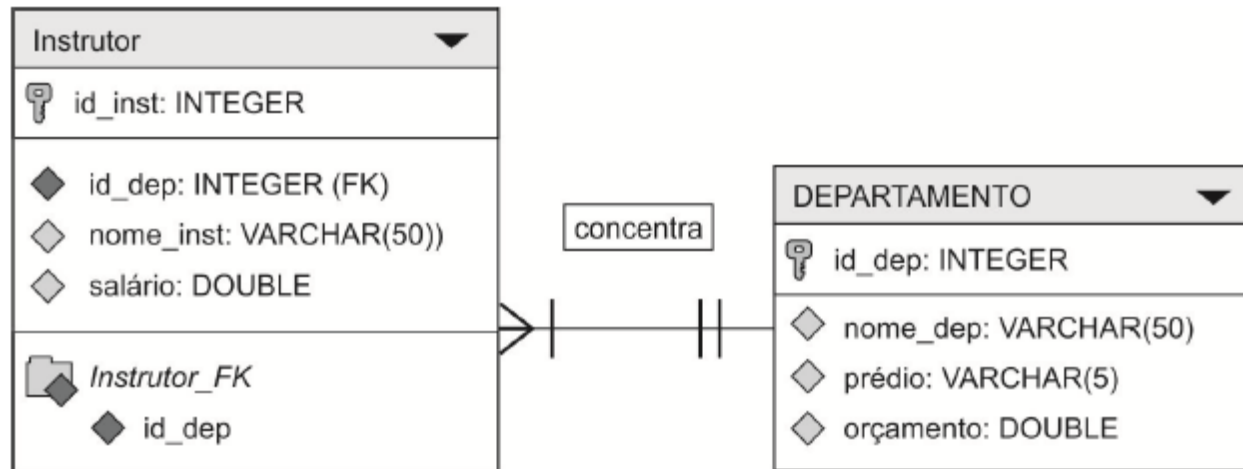 Instrutor
id_inst: INTEGER
id_dep: INTEGER (FK)
nome_inst: VARCHAR(50))
salário: DOUBLE
Instrutor_FK
id_dep
concentra
DEPARTAMENTO
id_dep: INTEGER
nome_dep: VARCHAR(50)
prédio: VARCHAR(5)
orçamento: DOUBLE